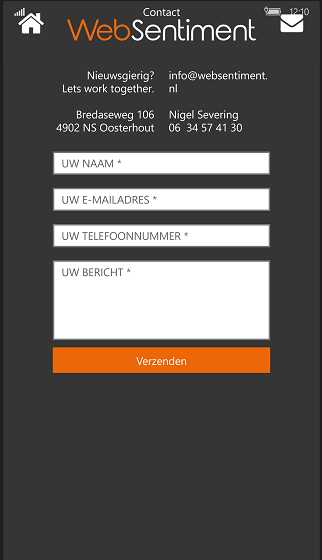 Contact
12:10
WebSentiment
Nieuwsgierig?
Lets work together.
info@websentiment.
nl
Bredaseweg 106
4902 NS Oosterhout
Nigel Severing
06 34 57 41 30
UW NAAM *
UW E-MAILADRES *
UW TELEFOONNUMMER *
UW BERICHT *
Verzenden